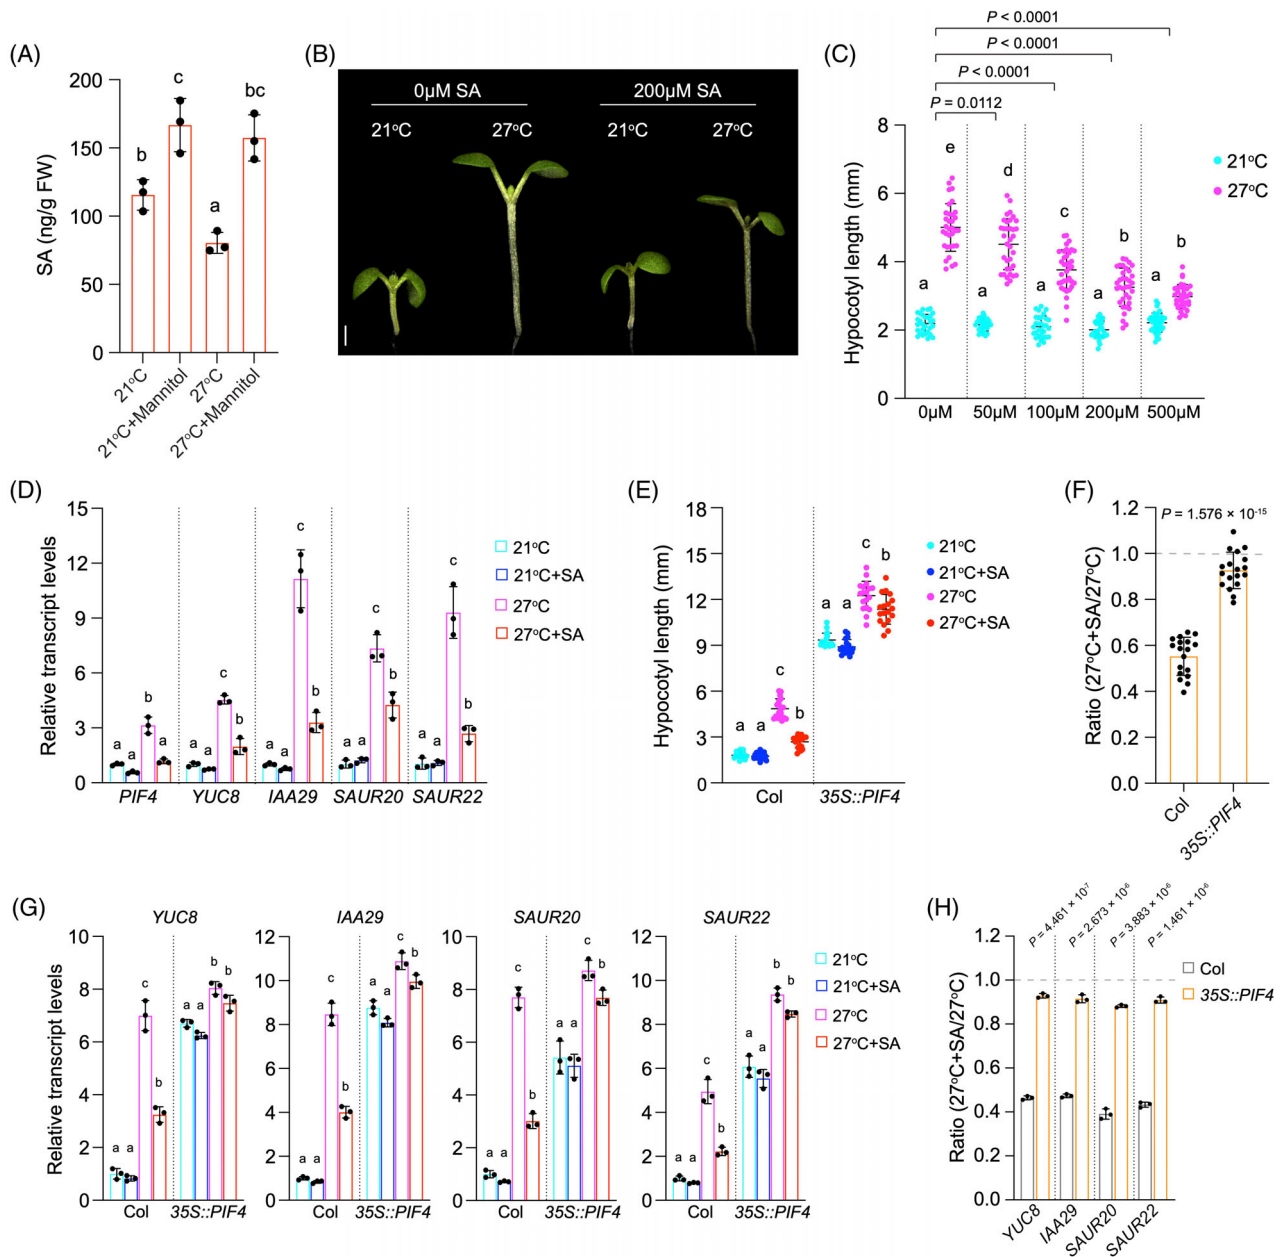 (A)
200
150
100
50
0
SA (ng/g FW)
b
c
a
bc
21°C
21°C+Mannitol
27°C
27°C+Mannitol
(B)
0μM SA
200μM SA
21°C
27°C
21°C
27°C
(C)
P < 0.0001
P < 0.0001
P < 0.0001
P = 0.0112
8
6
4
2
0
Hypocotyl length (mm)
a
e
a
d
a
c
a
b
a
b
0μM
50μM
100μM
200μM
500μM
21°C
27°C
(D)
15
12
9
6
3
0
Relative transcript levels
a
a
b
a
a
a
c
b
a
a
c
b
a
a
c
b
a
a
c
b
PIF4
YUC8
IAA29
SAUR20
SAUR22
21°C
21°C+SA
27°C
27°C+SA
(E)
18
15
12
9
6
3
0
Hypocotyl length (mm)
a
a
c
b
a
a
c
b
Col
35S::PIF4
21°C
21°C+SA
27°C
27°C+SA
(F)
1.2
1.0
0.8
0.6
0.4
0.2
0.0
Ratio (27°C+SA/27°C)
P = 1.576 × 10⁻¹⁵
Col
35S::PIF4
(G)
YUC8
10
8
6
4
2
0
Relative transcript levels
a
a
c
b
a
a
b
b
Col
35S::PIF4
IAA29
12
10
8
6
4
2
0
a
a
c
b
a
a
c
b
Col
35S::PIF4
SAUR20
10
8
6
4
2
0
a
a
c
b
a
a
c
b
Col
35S::PIF4
SAUR22
12
10
8
6
4
2
0
a
a
c
b
a
a
b
b
Col
35S::PIF4
21°C
21°C+SA
27°C
27°C+SA
(H)
1.2
1.0
0.8
0.6
0.4
0.2
0.0
Ratio (27°C+SA/27°C)
P = 4.461 × 10⁻⁷
P = 2.673 × 10⁻⁶
P = 3.883 × 10⁻⁶
P = 1.461 × 10⁻⁶
YUC8
IAA29
SAUR20
SAUR22
Col
35S::PIF4